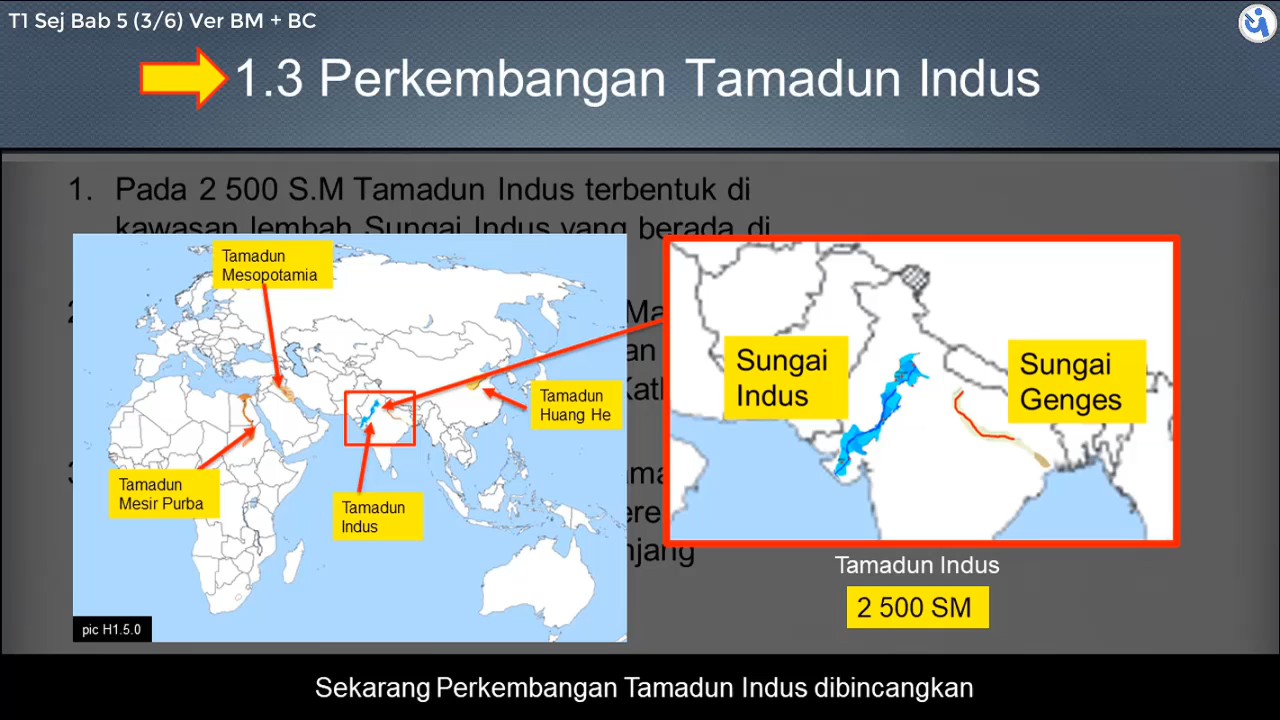 T1 Sej Bab 5 (3/6) Ver BM + BC
1.3 Perkembangan Tamadun Indus
1. Pada 2 500 S.M Tamadun Indus terbentuk di
kawasan lembah Sungai Indus yang berada di
Tamadun
Mesopotamia
Tamadun
Huang He
Tamadun
Mesir Purba
Tamadun
Indus
pic H1.5.0
Sungai
Indus
Sungai
Genges
Tamadun Indus
2 500 SM
Sekarang Perkembangan Tamadun Indus dibincangkan